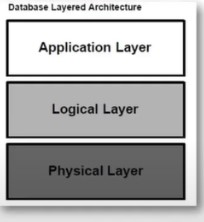 Database Layered Architecture
Application Layer
Logical Layer
Physical Layer